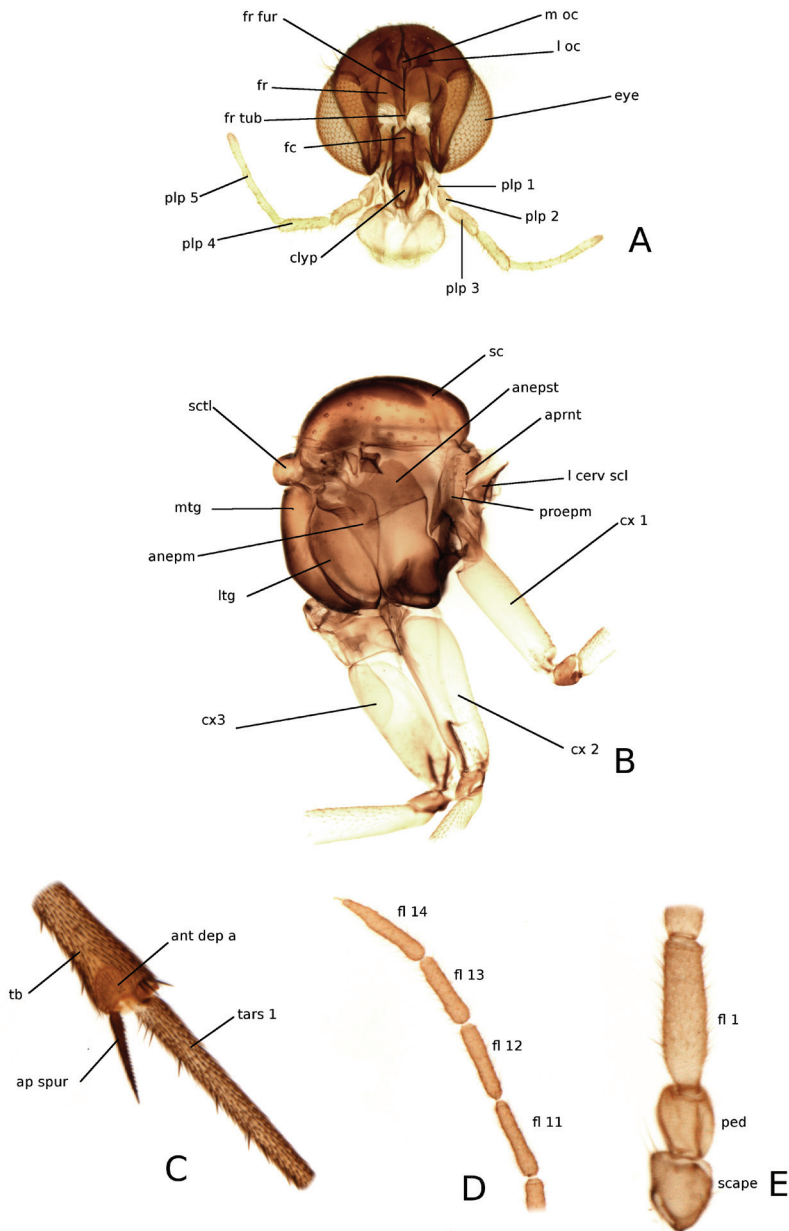 fr fur
m oc
l oc
fr
eye
fr tub
fc
plp 1
plp 5
plp 2
plp 4
clyp
A
plp 3
sc
anepst
sctl
aprnt
l cerv scl
mtg
proepm
cx 1
anepm
ltg
cx3
cx 2
B
fl 14
ant dep a
fl 13
tb
tars 1
fl 1
fl 12
ap spur
fl 11
ped
C
D
scape
E